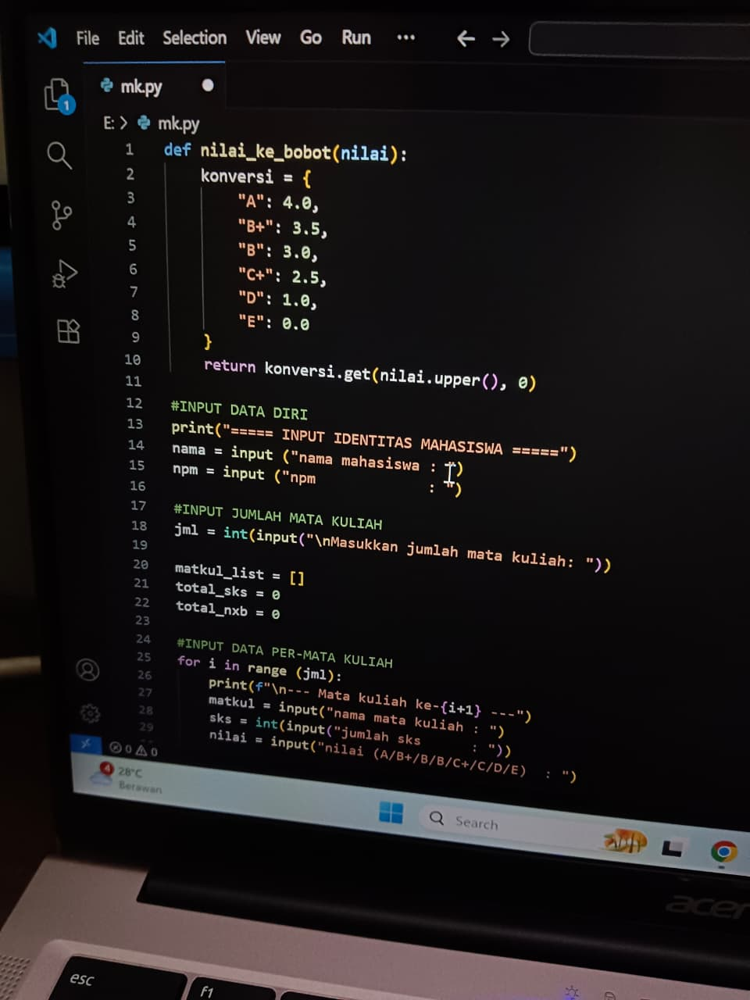 File Edit Selection View Go Run ...
mk.py
1
E: > mk.py
1 def nilai_ke_bobot(nilai):
2 konversi = {
3 "A": 4.0,
4 "B+": 3.5,
5 "B": 3.0,
6 "C+": 2.5,
7 "D": 1.0,
8 "E": 0.0
9 }
10 return konversi.get(nilai.upper(), 0)
11
12 #INPUT DATA DIRI
13 print("===== INPUT IDENTITAS MAHASISWA =====")
14 nama = input ("nama mahasiswa : ")
15 npm = input ("npm : ")
16
17 #INPUT JUMLAH MATA KULIAH
18 jml = int(input("\nMasukkan jumlah mata kuliah: "))
19
20 matkul_list = []
21 total_sks = 0
22 total_nxb = 0
23
24 #INPUT DATA PER-MATA KULIAH
25 for i in range (jml):
26 print(f"\n--- Mata kuliah ke-{i+1} ---")
27 matkul = input("nama mata kuliah : ")
28 sks = int(input("jumlah sks : "))
29 nilai = input("nilai (A/B+/B/B/C+/C/D/E) : ")
0 0
4 28°C
Berawan
Search
acer
esc
f1